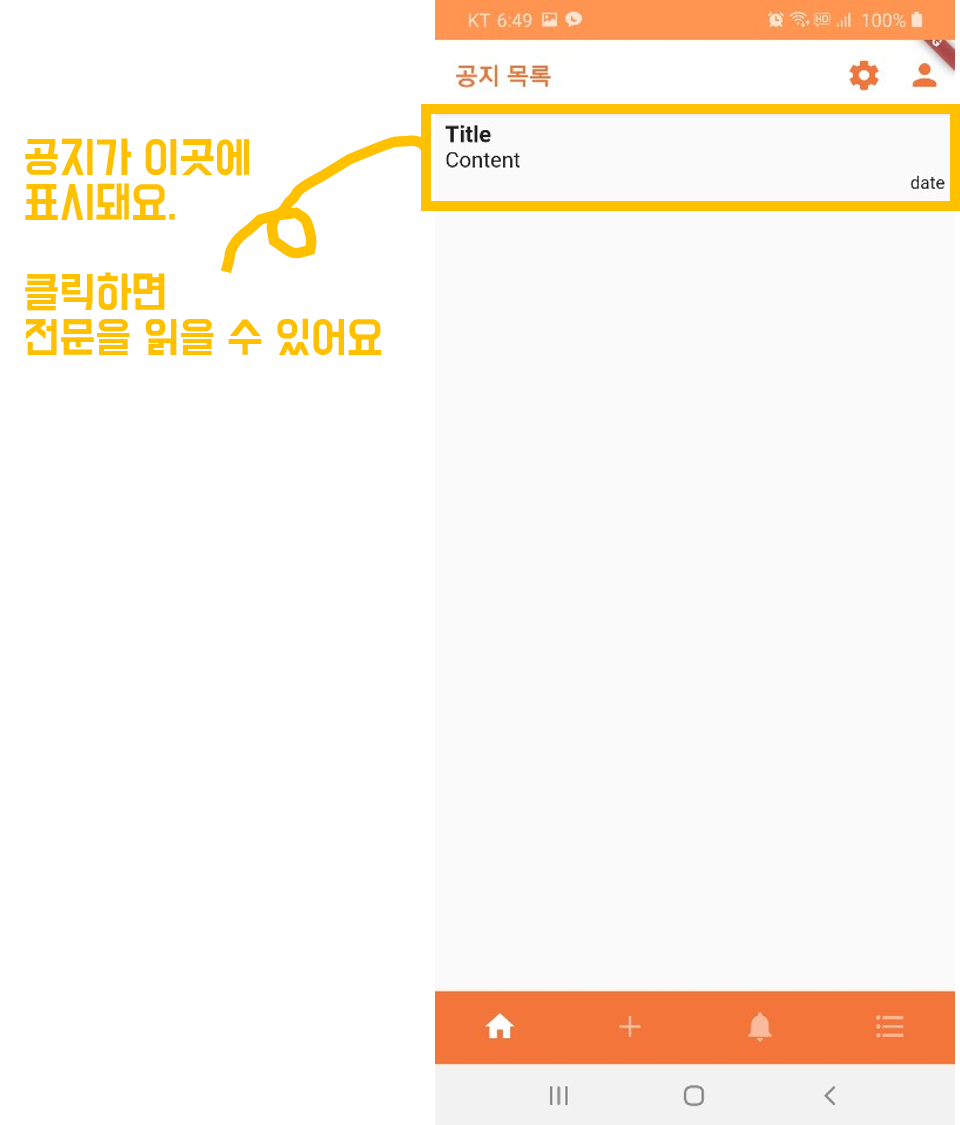 KT 6:49
100%
공지 목록
Title
Content
date
공지가 이곳에
표시돼요.
클릭하면
전문을 읽을 수 있어요